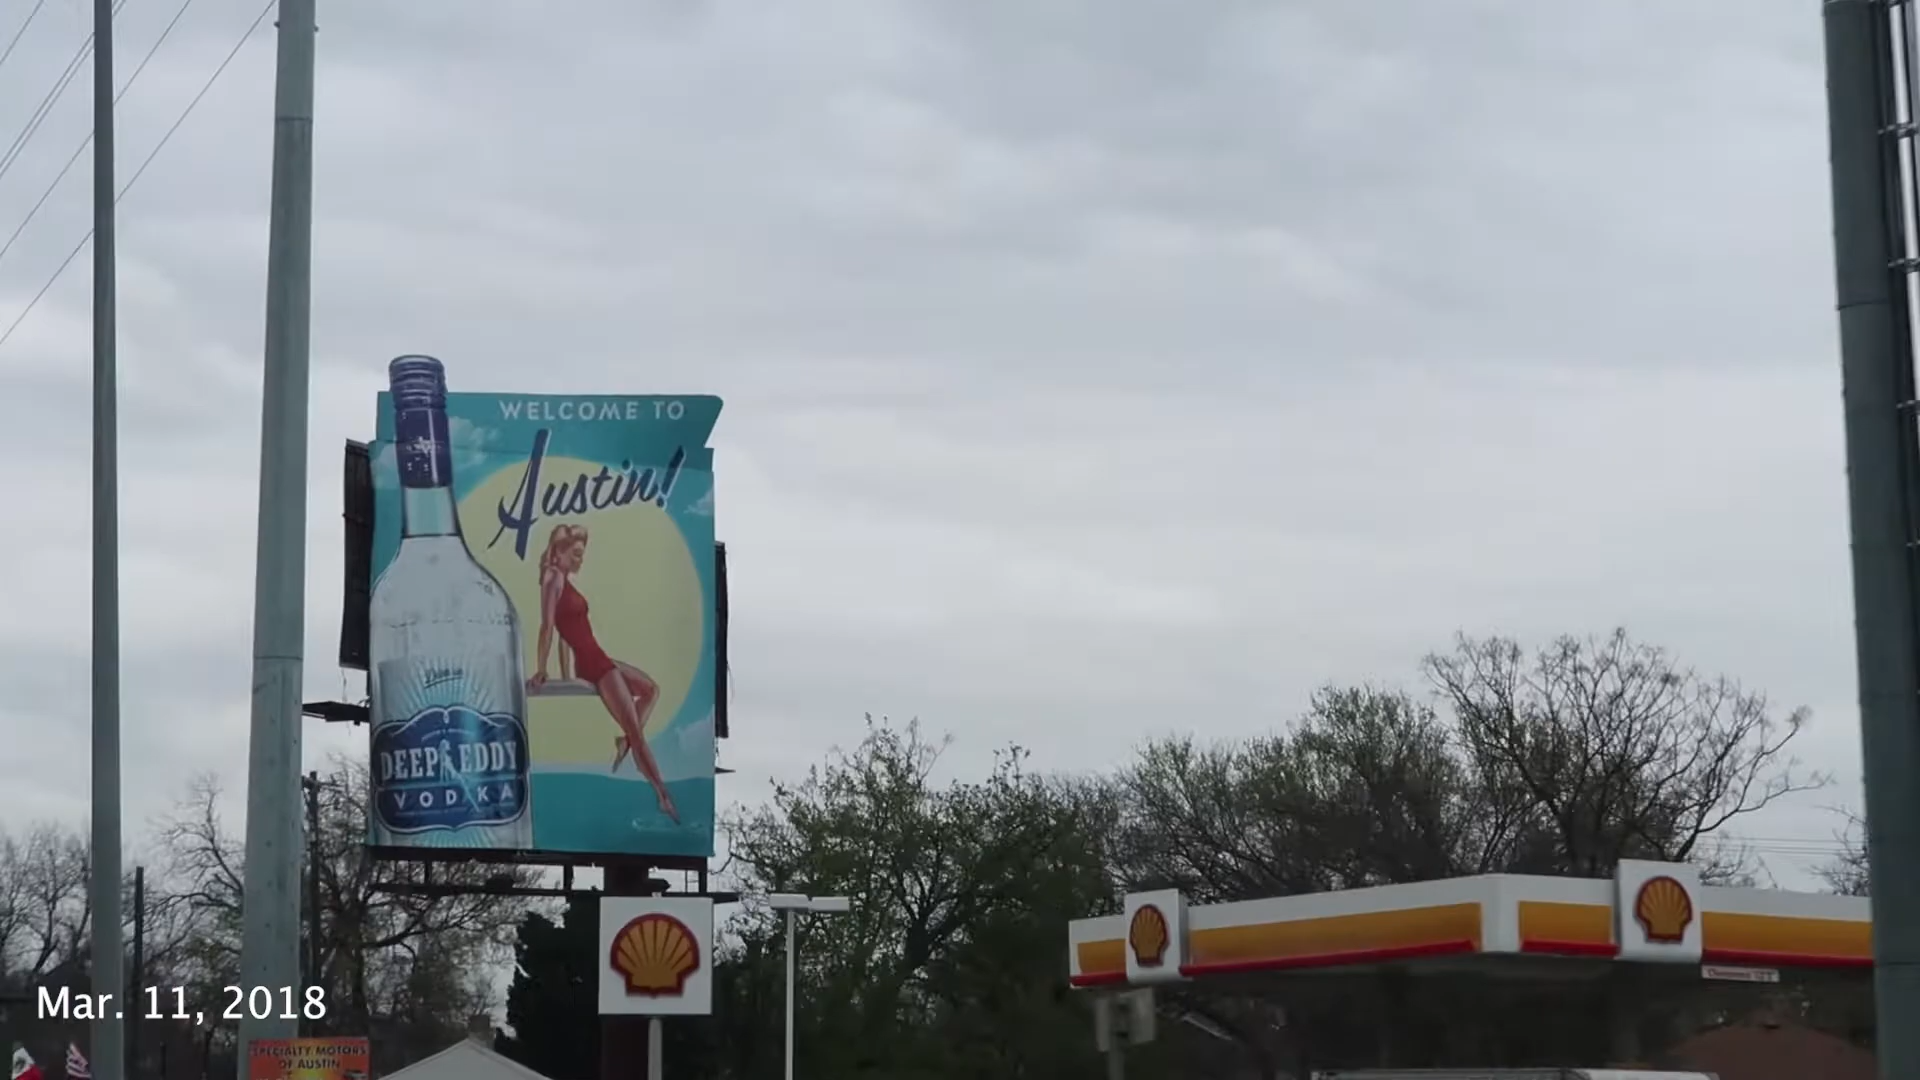 WELCOME TO
Austin!
DEEP EDDY
VODKA
Mar. 11, 2018
SPECIALTY MOTORS
OF AUSTIN